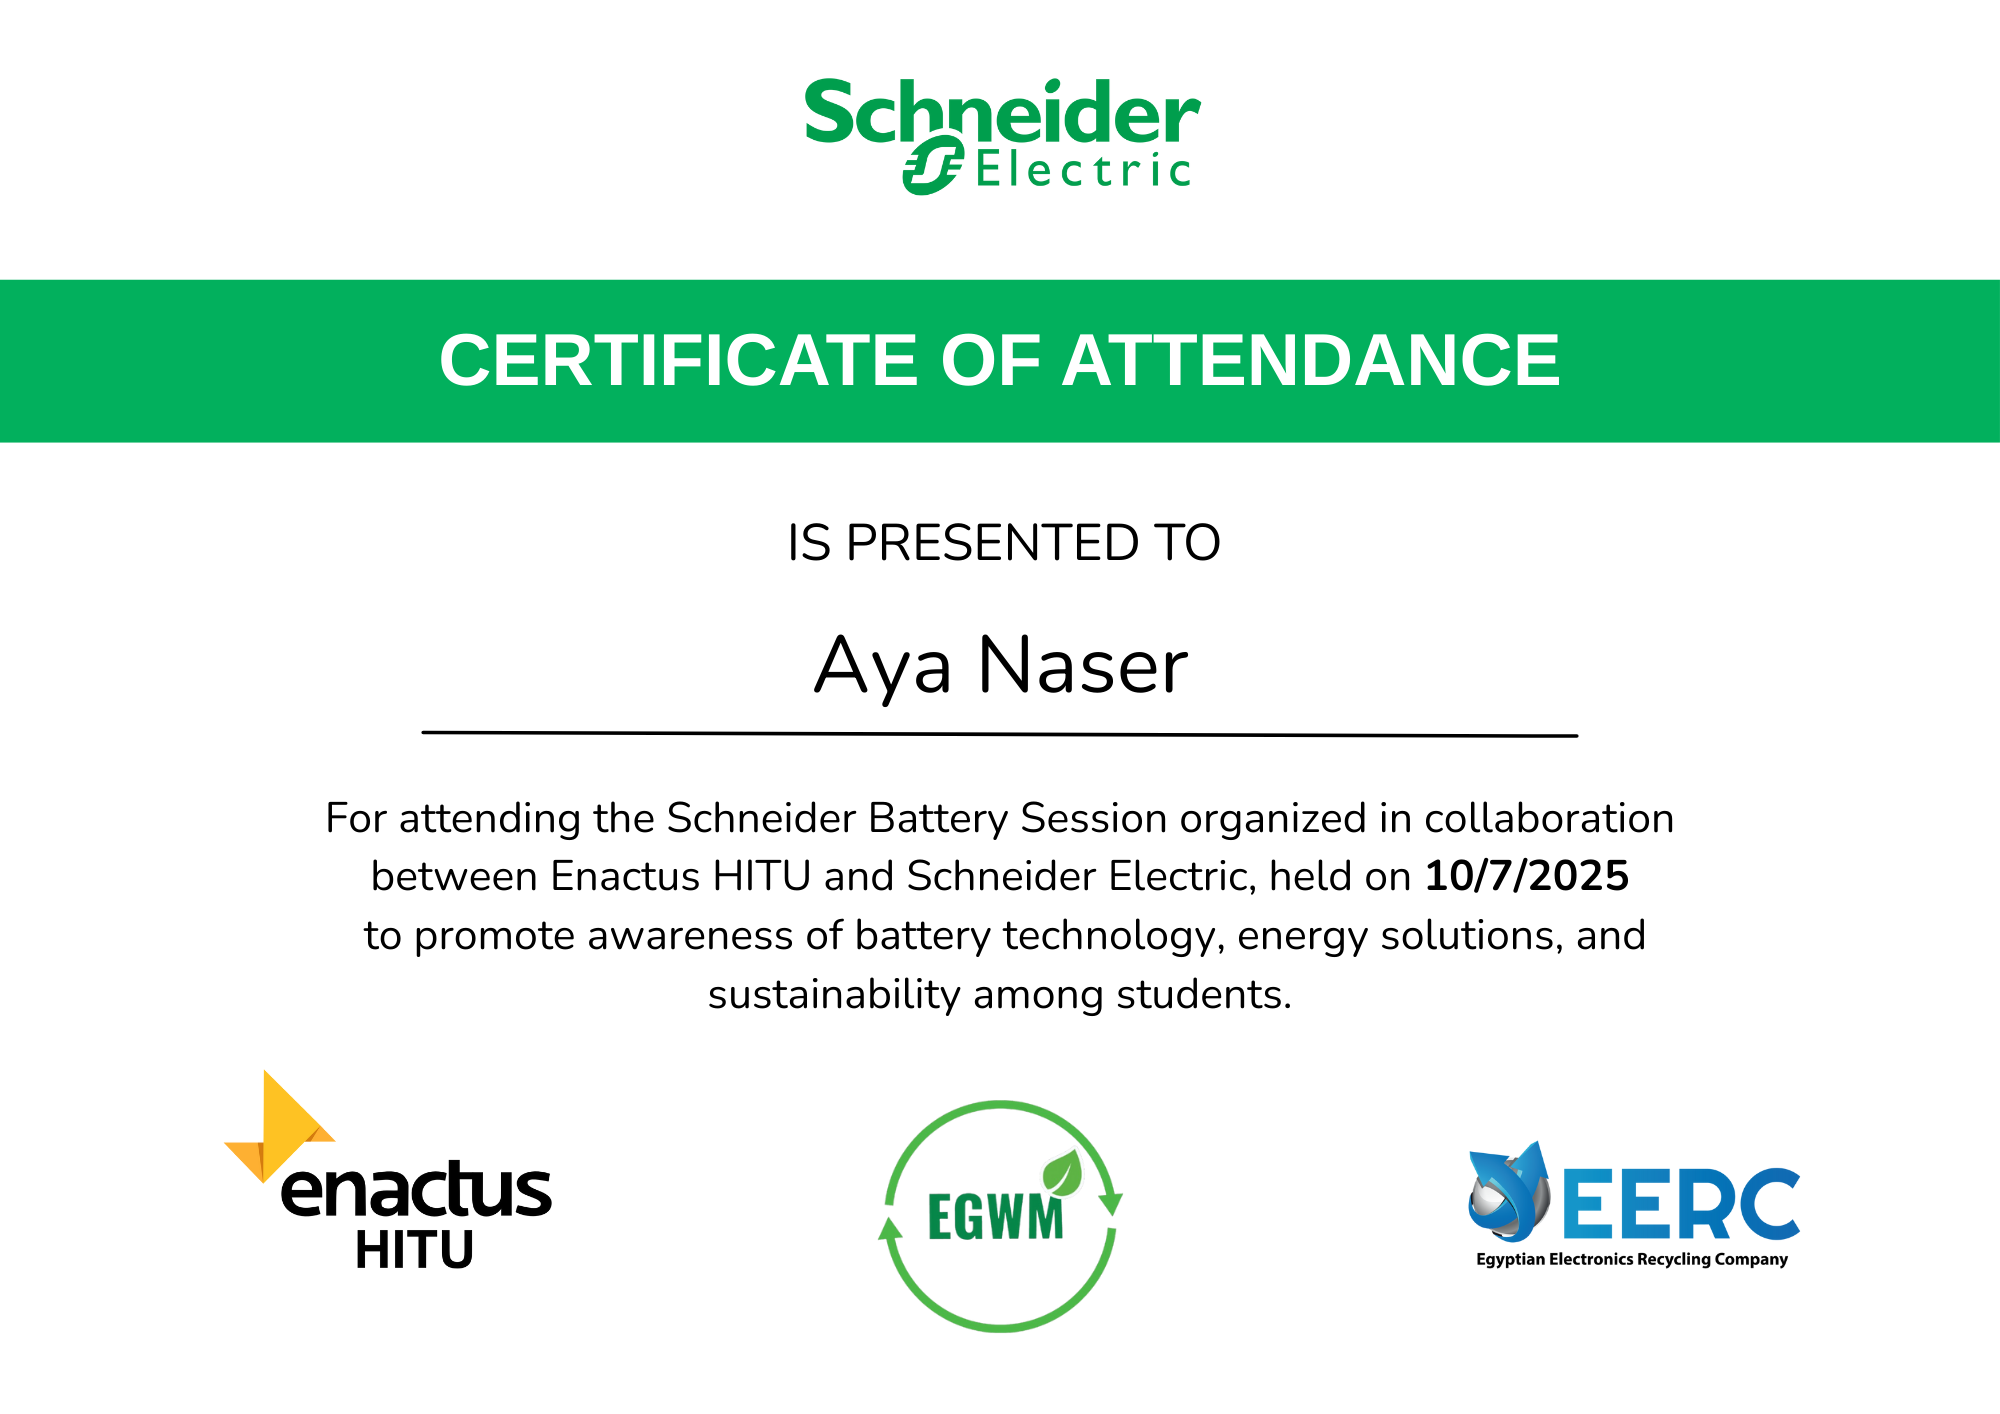 Schneider
Electric
CERTIFICATE OF ATTENDANCE
IS PRESENTED TO
Aya Naser
For attending the Schneider Battery Session organized in collaboration
between Enactus HITU and Schneider Electric, held on 10/7/2025
to promote awareness of battery technology, energy solutions, and
sustainability among students.
enactus
HITU
EGWM
EERC
Egyptian Electronics Recycling Company